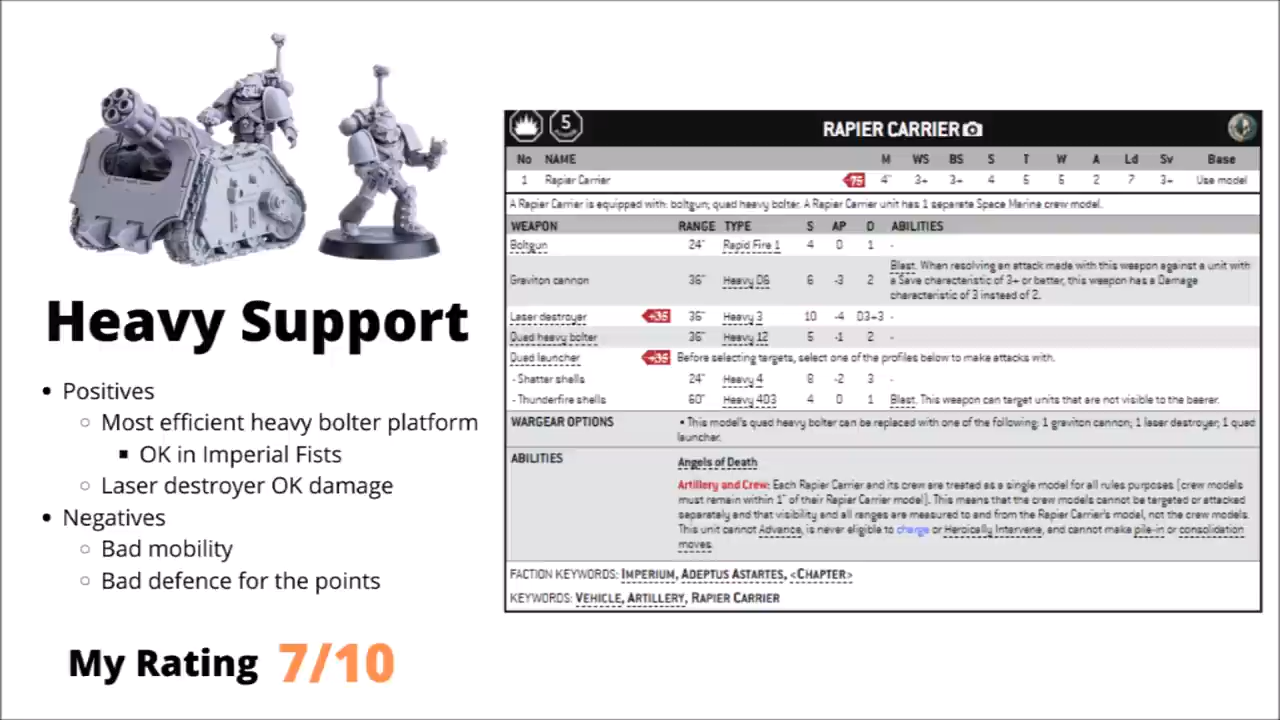 Heavy Support
• Positives
○ Most efficient heavy bolter platform
▪ OK in Imperial Fists
○ Laser destroyer OK damage
• Negatives
○ Bad mobility
○ Bad defence for the points
My Rating 7/10
5
RAPIER CARRIER
No NAME M WS BS S T W A Ld Sv Base
1 Rapier Carrier 75 4" 3+ 3+ 4 5 5 2 7 3+ Use model
A Rapier Carrier is equipped with: boltgun; quad heavy bolter. A Rapier Carrier unit has 1 separate Space Marine crew model.
WEAPON RANGE TYPE S AP D ABILITIES
Boltgun 24" Rapid Fire 1 4 0 1 -
Graviton cannon 36" Heavy D6 6 -3 2 Blast. When resolving an attack made with this weapon against a unit with
a Save characteristic of 3+ or better, this weapon has a Damage
characteristic of 3 instead of 2.
Laser destroyer +35 36" Heavy 3 10 -4 D3+3 -
Quad heavy bolter 36" Heavy 12 5 -1 2 -
Quad launcher +35 Before selecting targets, select one of the profiles below to make attacks with.
- Shatter shells 24" Heavy 4 8 -2 3 -
- Thunderfire shells 60" Heavy 4D3 4 0 1 Blast. This weapon can target units that are not visible to the bearer.
WARGEAR OPTIONS • This model's quad heavy bolter can be replaced with one of the following: 1 graviton cannon; 1 laser destroyer; 1 quad
launcher.
ABILITIES Angels of Death
Artillery and Crew: Each Rapier Carrier and its crew are treated as a single model for all rules purposes (crew models
must remain within 1" of their Rapier Carrier model). This means that the crew models cannot be targeted or attacked
separately and that visibility and all ranges are measured to and from the Rapier Carrier's model, not the crew models.
This unit cannot Advance, is never eligible to charge or Heroically Intervene, and cannot make pile-in or consolidation
moves.
FACTION KEYWORDS: IMPERIUM, ADEPTUS ASTARTES, <CHAPTER>
KEYWORDS: VEHICLE, ARTILLERY, RAPIER CARRIER